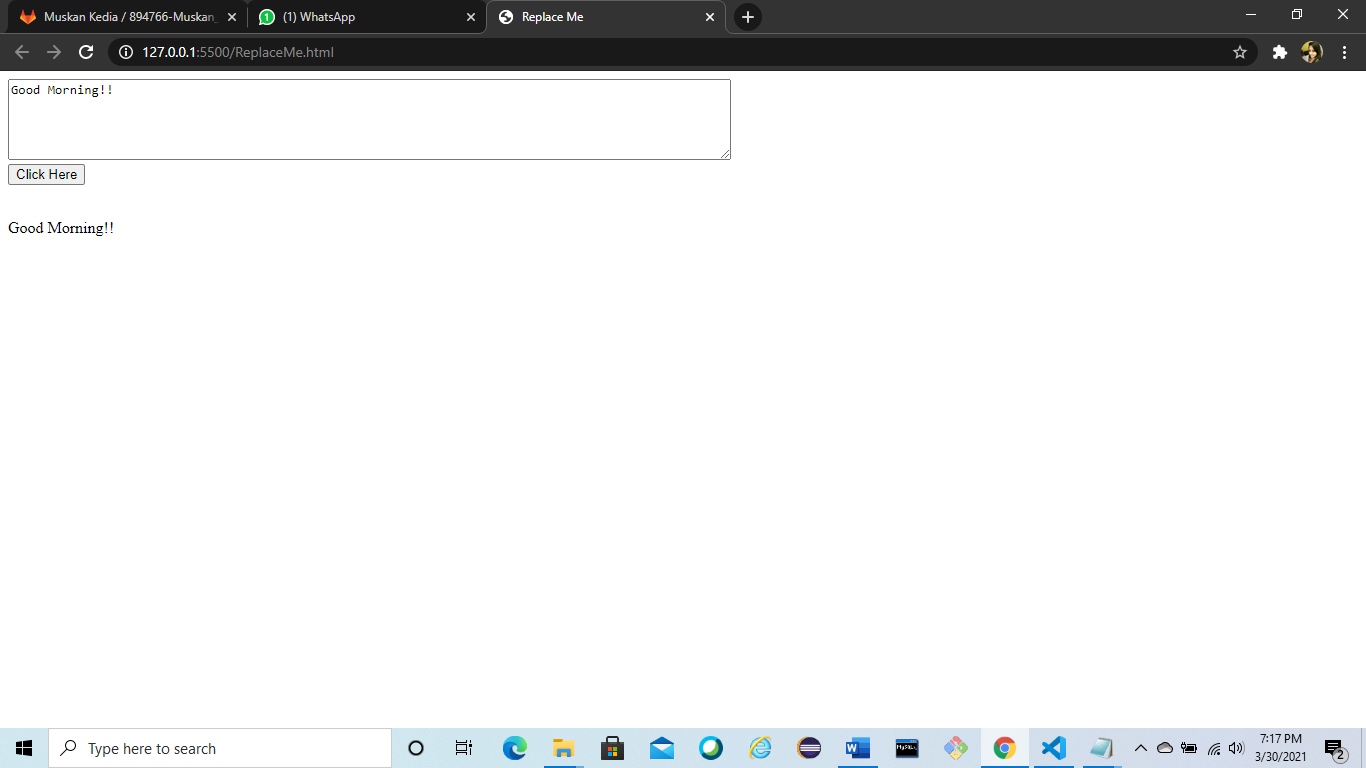 Muskan Kedia / 894766-Muskan_
(1) WhatsApp
Replace Me
127.0.0.1:5500/ReplaceMe.html
Good Morning!!
Click Here
Good Morning!!
Type here to search
7:17 PM
3/30/2021
2